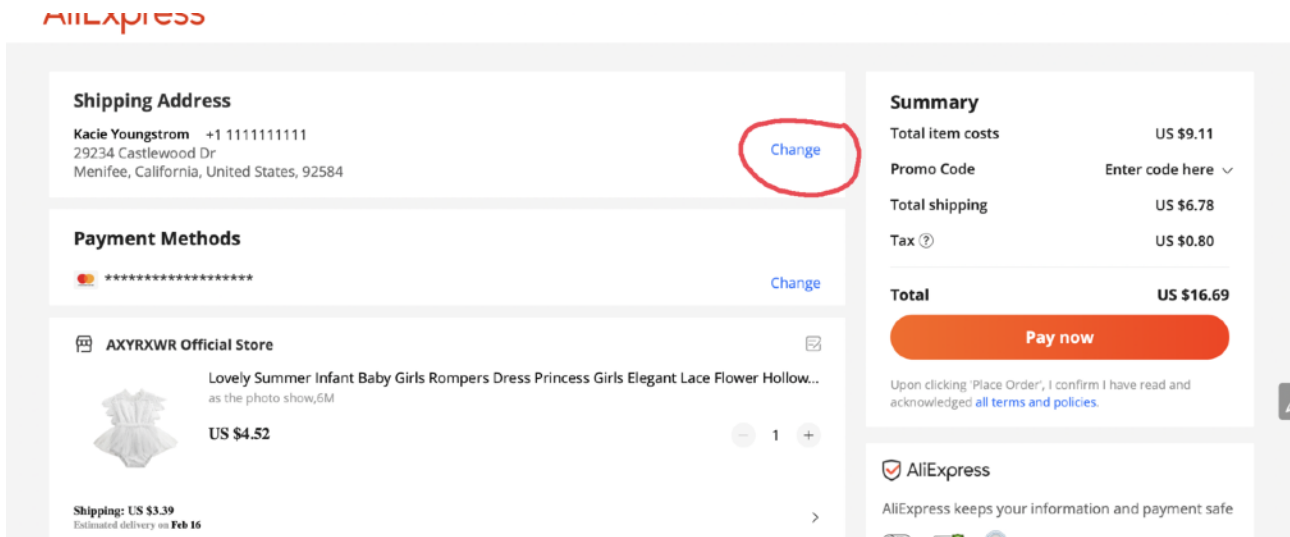 AliExpress
Shipping Address
Kacie Youngstrom +1 1111111111
29234 Castlewood Dr
Menifee, California, United States, 92584
Change
Payment Methods
*******************
Change
AXYRXWR Official Store
Lovely Summer Infant Baby Girls Rompers Dress Princess Girls Elegant Lace Flower Hollow...
as the photo show,6M
US $4.52
1
Shipping: US $3.39
Estimated delivery on Feb 16
Summary
Total item costs US $9.11
Promo Code Enter code here
Total shipping US $6.78
Tax US $0.80
Total US $16.69
Pay now
Upon clicking 'Place Order', I confirm I have read and
acknowledged all terms and policies.
AliExpress
AliExpress keeps your information and payment safe